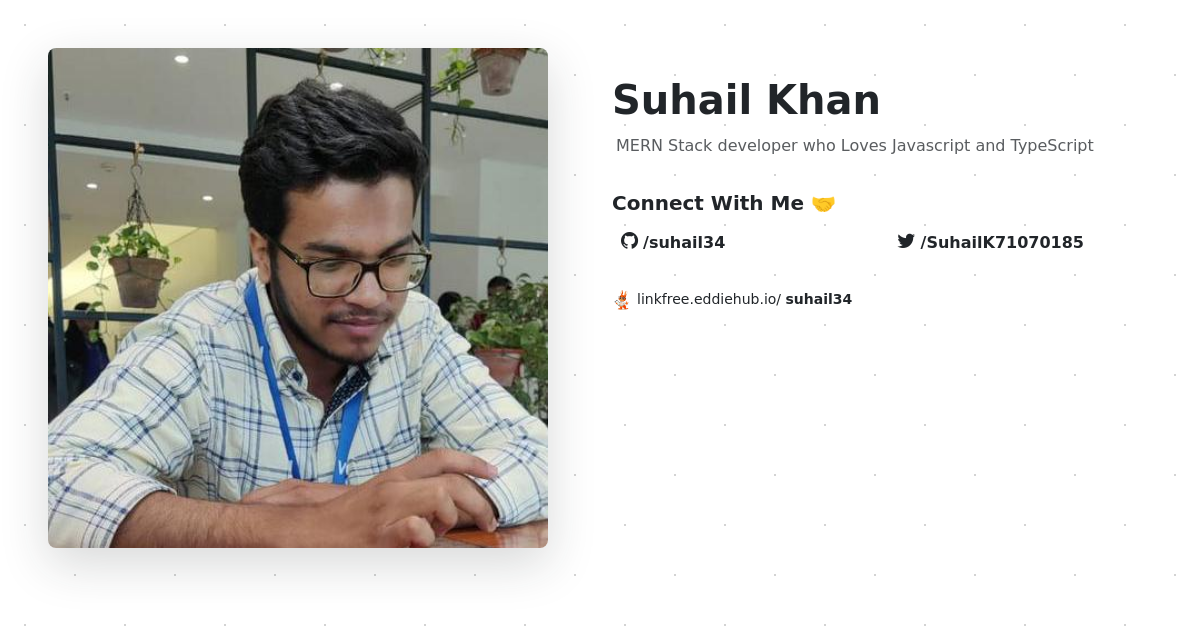 Suhail Khan
MERN Stack developer who Loves Javascript and TypeScript
Connect With Me 🤝
/suhail34
/SuhailK71070185
linkfree.eddiehub.io/ suhail34